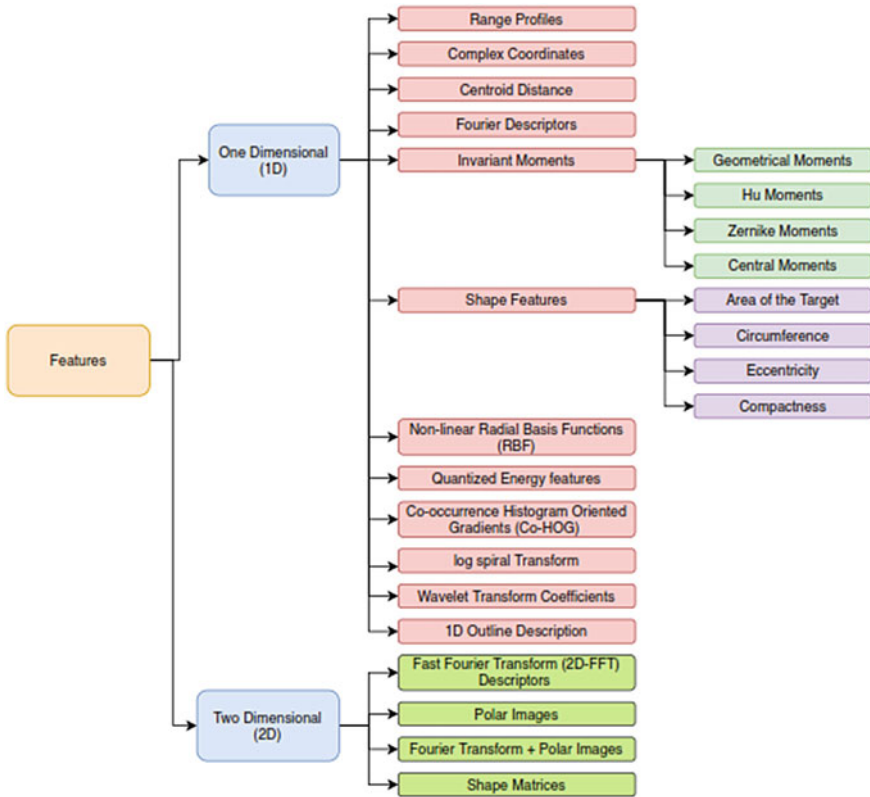 Features
One Dimensional
(1D)
Range Profiles
Complex Coordinates
Centroid Distance
Fourier Descriptors
Invariant Moments
Geometrical Moments
Hu Moments
Zernike Moments
Central Moments
Shape Features
Area of the Target
Circumference
Eccentricity
Compactness
Non-linear Radial Basis Functions
(RBF)
Quantized Energy features
Co-occurrence Histogram Oriented
Gradients (Co-HOG)
log spiral Transform
Wavelet Transform Coefficients
1D Outline Description
Two Dimensional
(2D)
Fast Fourier Transform (2D-FFT)
Descriptors
Polar Images
Fourier Transform + Polar Images
Shape Matrices